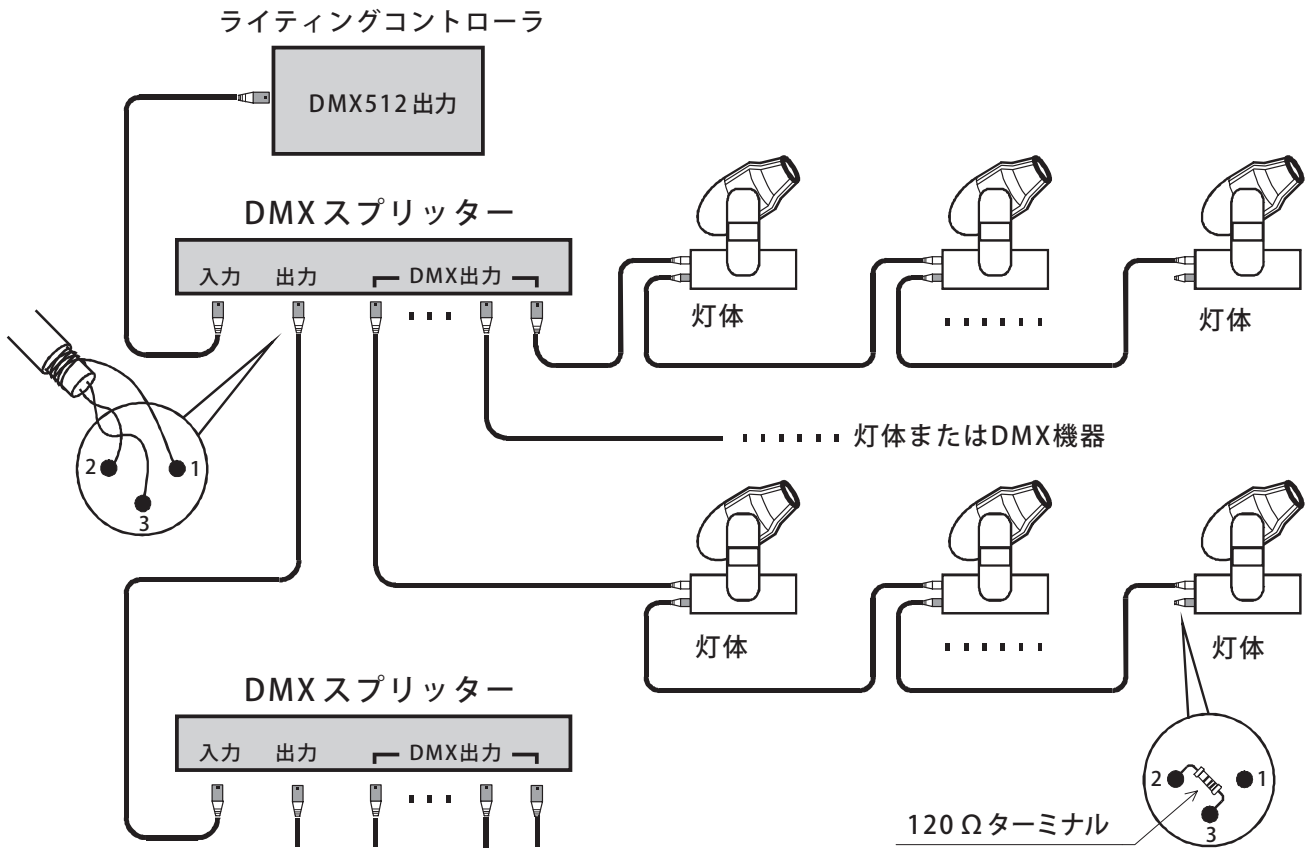 ライティングコントローラ
DMX512出力
DMXスプリッター
入力 出力 DMX出力
灯体
灯体
灯体またはDMX機器
2 1
3
灯体
灯体
DMXスプリッター
入力 出力 DMX出力
2 1
3
120 Ωターミナル